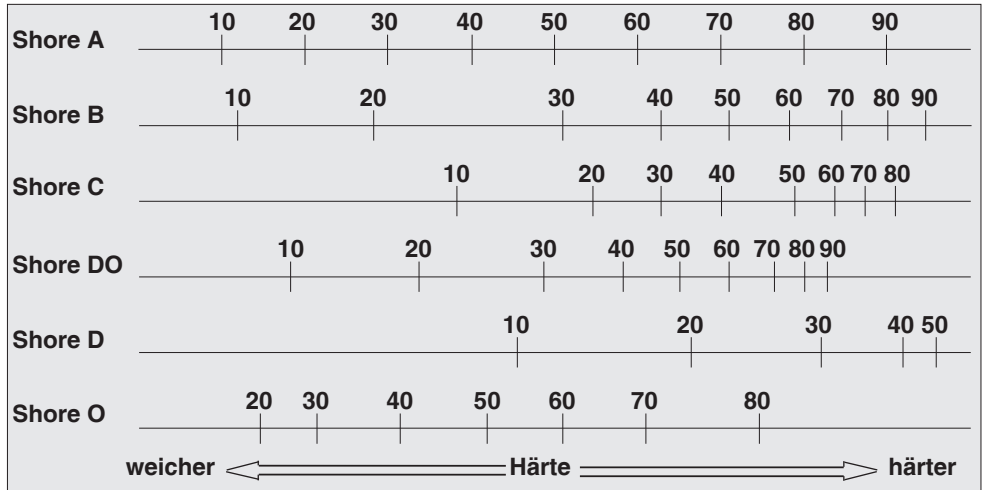 10 20 30 40 50 60 70 80 90
Shore A
10 20 30 40 50 60 70 80 90
Shore B
10 20 30 40 50 60 70 80
Shore C
10 20 30 40 50 60 70 80 90
Shore DO
10 20 30 40 50
Shore D
20 30 40 50 60 70 80
Shore O
weicher Härte härter